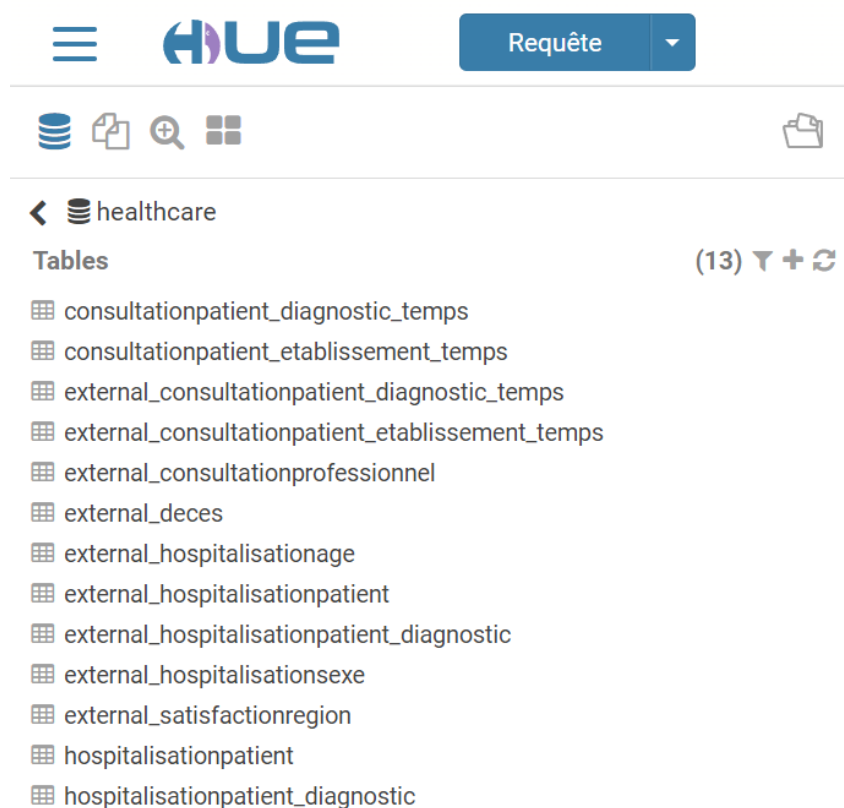 HUE Requête
healthcare
Tables (13)
consultationpatient_diagnostic_temps
consultationpatient_etablissement_temps
external_consultationpatient_diagnostic_temps
external_consultationpatient_etablissement_temps
external_consultationprofessionnel
external_deces
external_hospitalisationage
external_hospitalisationpatient
external_hospitalisationpatient_diagnostic
external_hospitalisationsexe
external_satisfactionregion
hospitalisationpatient
hospitalisationpatient_diagnostic